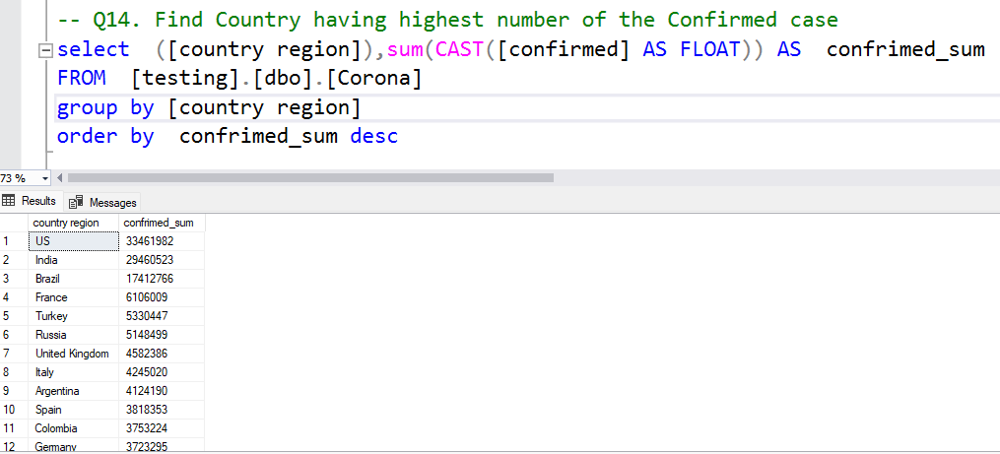 -- Q14. Find Country having highest number of the Confirmed case
select ([country region]),sum(CAST([confirmed] AS FLOAT)) AS confrimed_sum
FROM [testing].[dbo].[Corona]
group by [country region]
order by confrimed_sum desc
73 %
Results Messages
country region confrimed_sum
1 US 33461982
2 India 29460523
3 Brazil 17412766
4 France 6106009
5 Turkey 5330447
6 Russia 5148499
7 United Kingdom 4582386
8 Italy 4245020
9 Argentina 4124190
10 Spain 3818353
11 Colombia 3753224
12 Germany 3723295